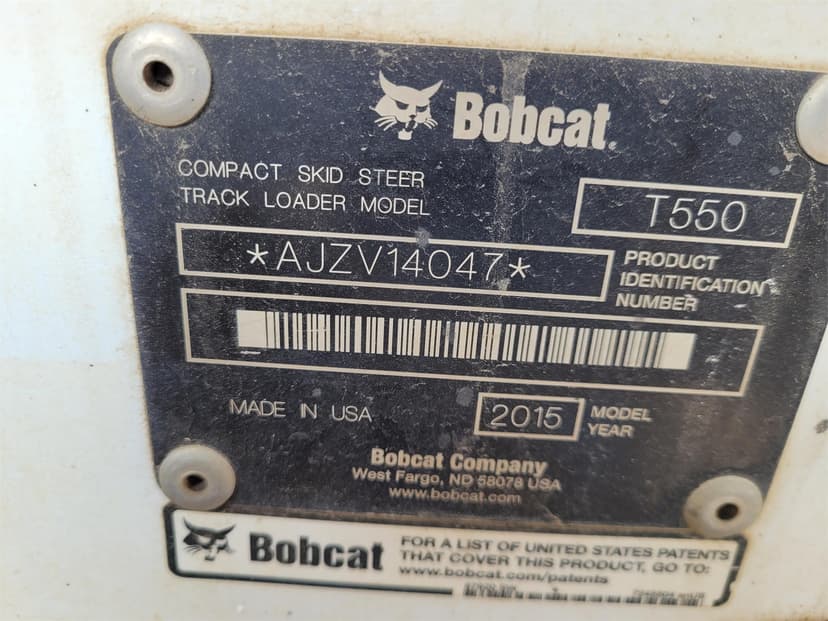 Bobcat.
COMPACT SKID STEER
TRACK LOADER MODEL
T550
*AJZV14047*
PRODUCT
IDENTIFICATION
NUMBER
MADE IN USA
2015
MODEL
YEAR
Bobcat Company
West Fargo, ND 58078 USA
www.bobcat.com
Bobcat
FOR A LIST OF UNITED STATES PATENTS
THAT COVER THIS PRODUCT, GO TO:
www.bobcat.com/patents